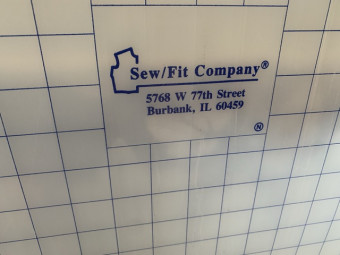 Sew/Fit Company®
5768 W 77th Street
Burbank, IL 60459
®